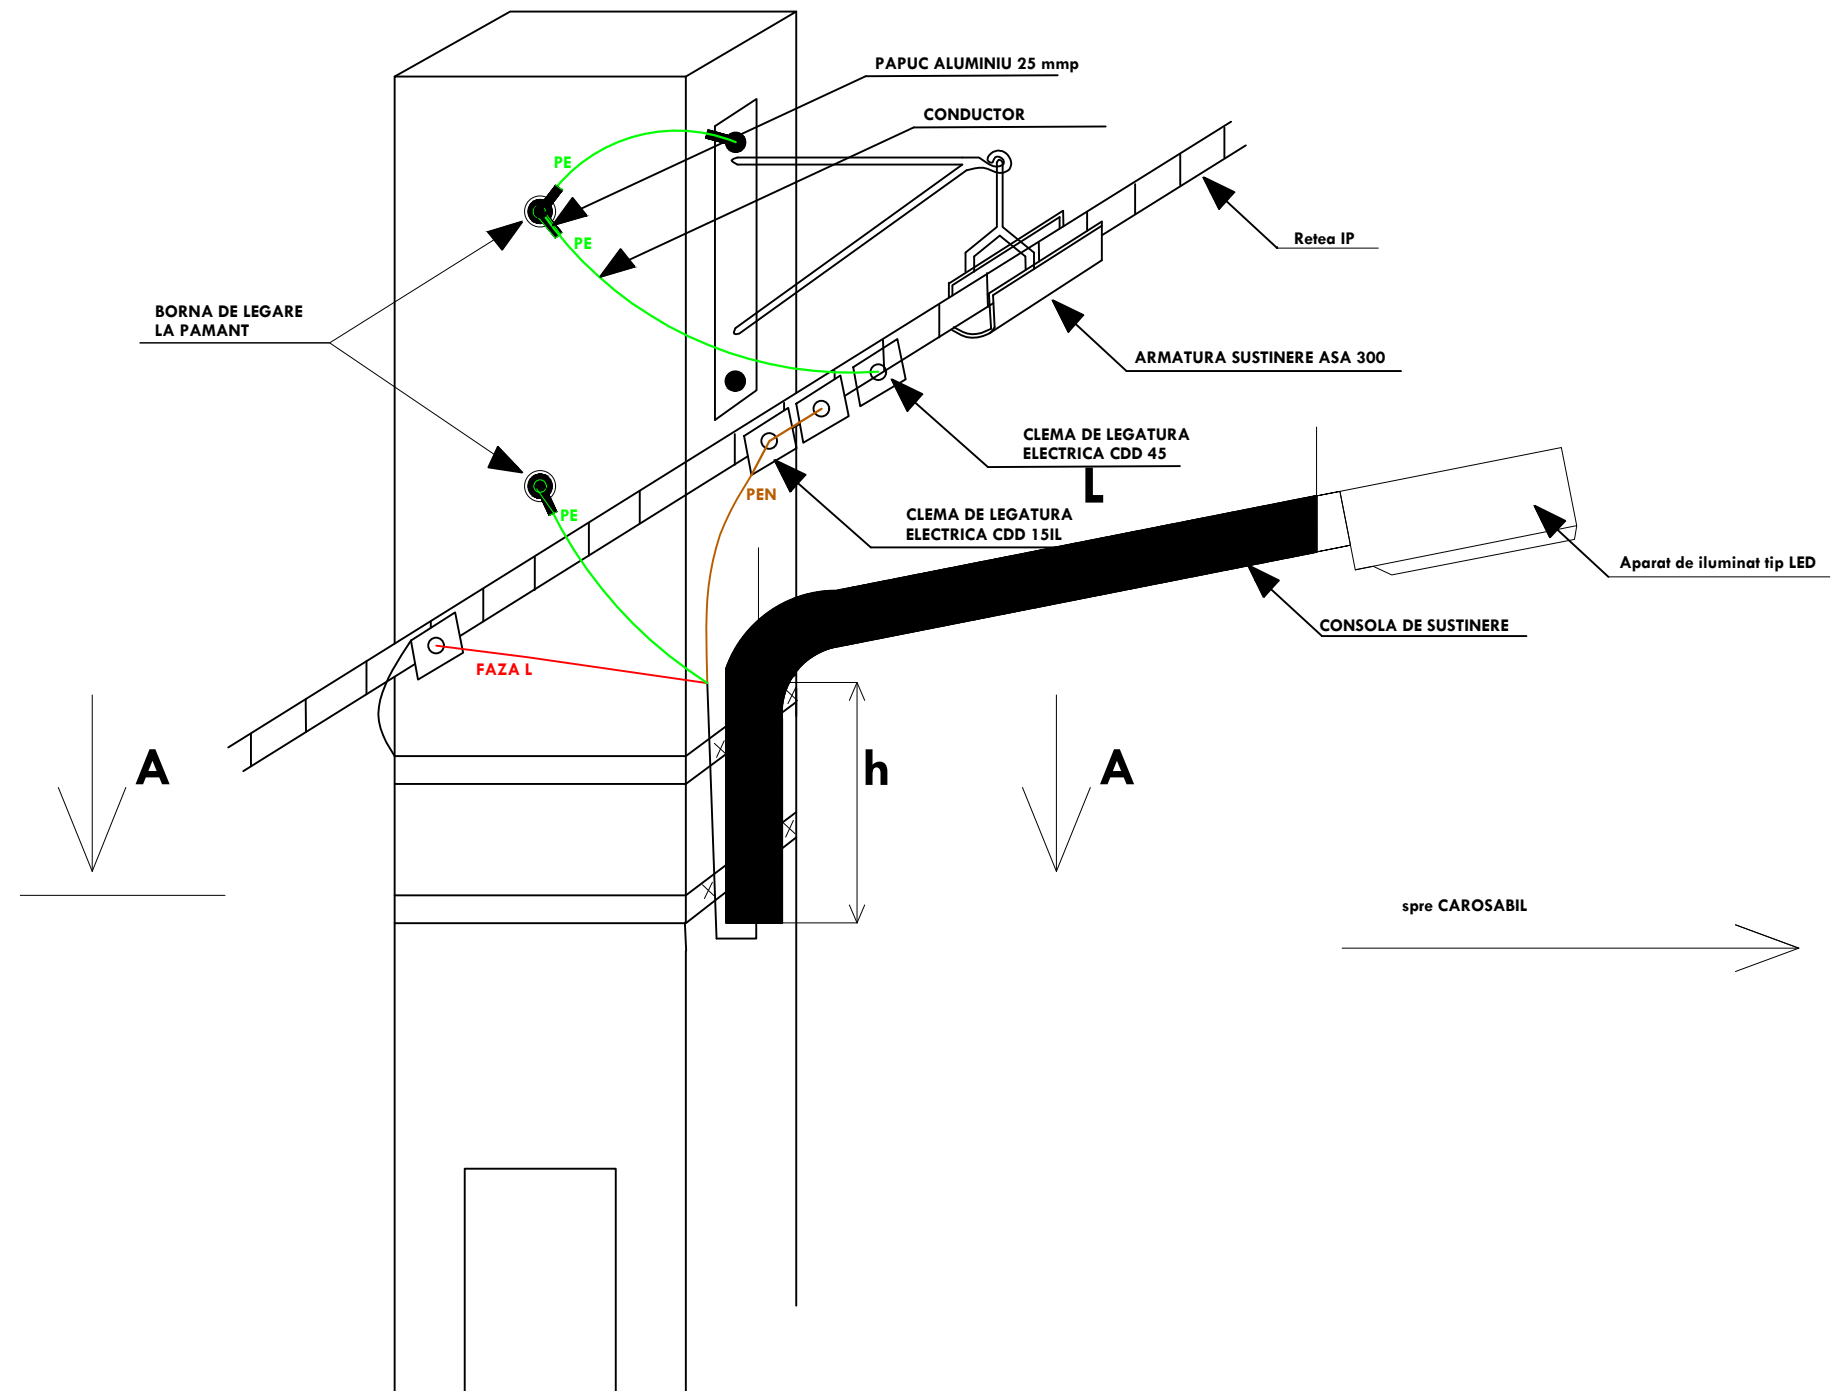 PAPUC ALUMINIU 25 mmp
CONDUCTOR
PE
PE
Retea IP
BORNA DE LEGARE
LA PAMANT
ARMATURA SUSTINERE ASA 300
CLEMA DE LEGATURA
ELECTRICA CDD 45
L
PEN
PE
CLEMA DE LEGATURA
ELECTRICA CDD 15IL
Aparat de iluminat tip LED
CONSOLA DE SUSTINERE
FAZA L
A
h
A
spre CAROSABIL